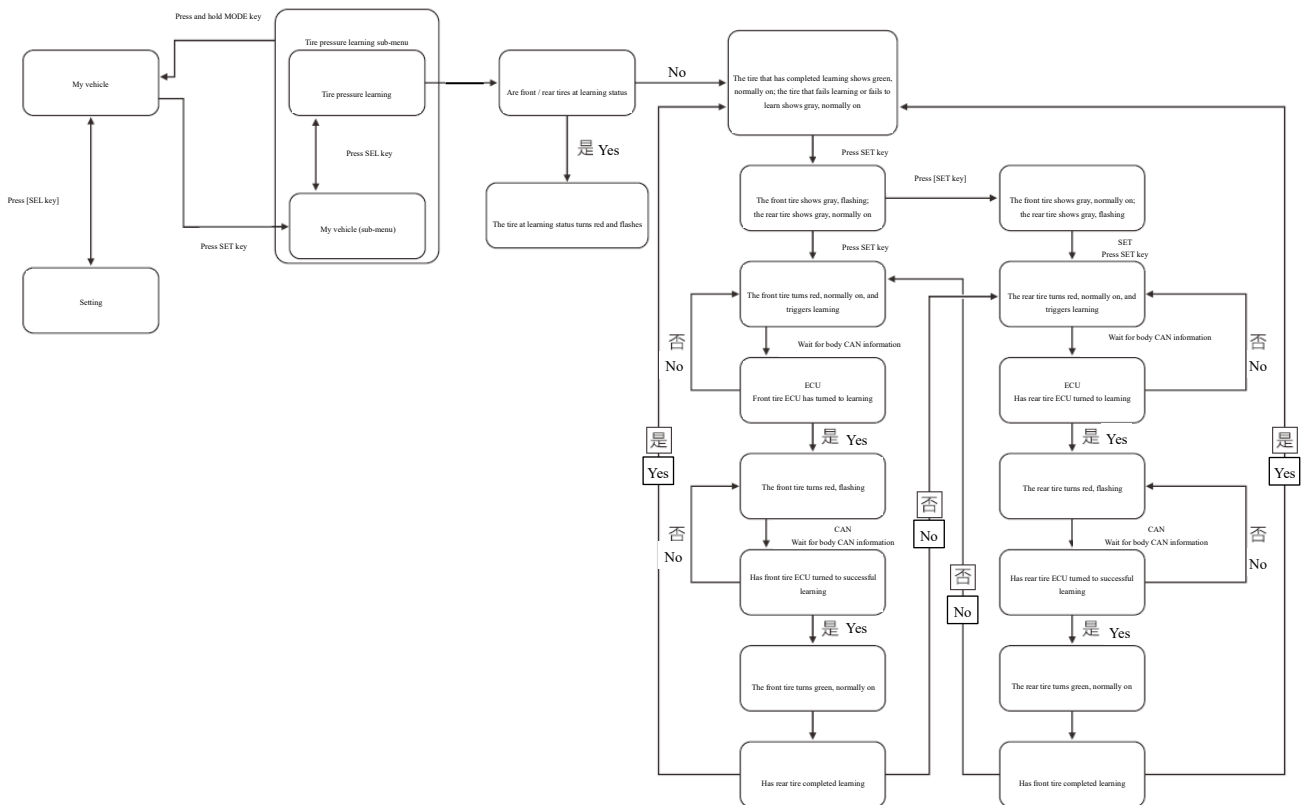 Press and hold MODE key
Tire pressure learning sub-menu
My vehicle
Tire pressure learning
Press SEL key
My vehicle (sub-menu)
Press [SEL key]
Press SET key
Setting
Are front / rear tires at learning status
No
是 Yes
The tire at learning status turns red and flashes
The tire that has completed learning shows green,
normally on; the tire that fails learning or fails to
learn shows gray, normally on
Press SET key
The front tire shows gray, flashing;
the rear tire shows gray, normally on
Press [SET key]
The front tire shows gray, normally on;
the rear tire shows gray, flashing
Press SET key
SET
Press SET key
The front tire turns red, normally on, and
triggers learning
Wait for body CAN information
否
No
ECU
Front tire ECU has turned to learning
是 Yes
The front tire turns red, flashing
CAN
Wait for body CAN information
否
No
Has front tire ECU turned to successful
learning
是 Yes
The front tire turns green, normally on
Has rear tire completed learning
是
Yes
否
No
The rear tire turns red, normally on, and
triggers learning
Wait for body CAN information
否
No
ECU
Has rear tire ECU turned to learning
是 Yes
The rear tire turns red, flashing
CAN
Wait for body CAN information
否
No
Has rear tire ECU turned to successful
learning
是 Yes
The rear tire turns green, normally on
Has front tire completed learning
否
No
是
Yes